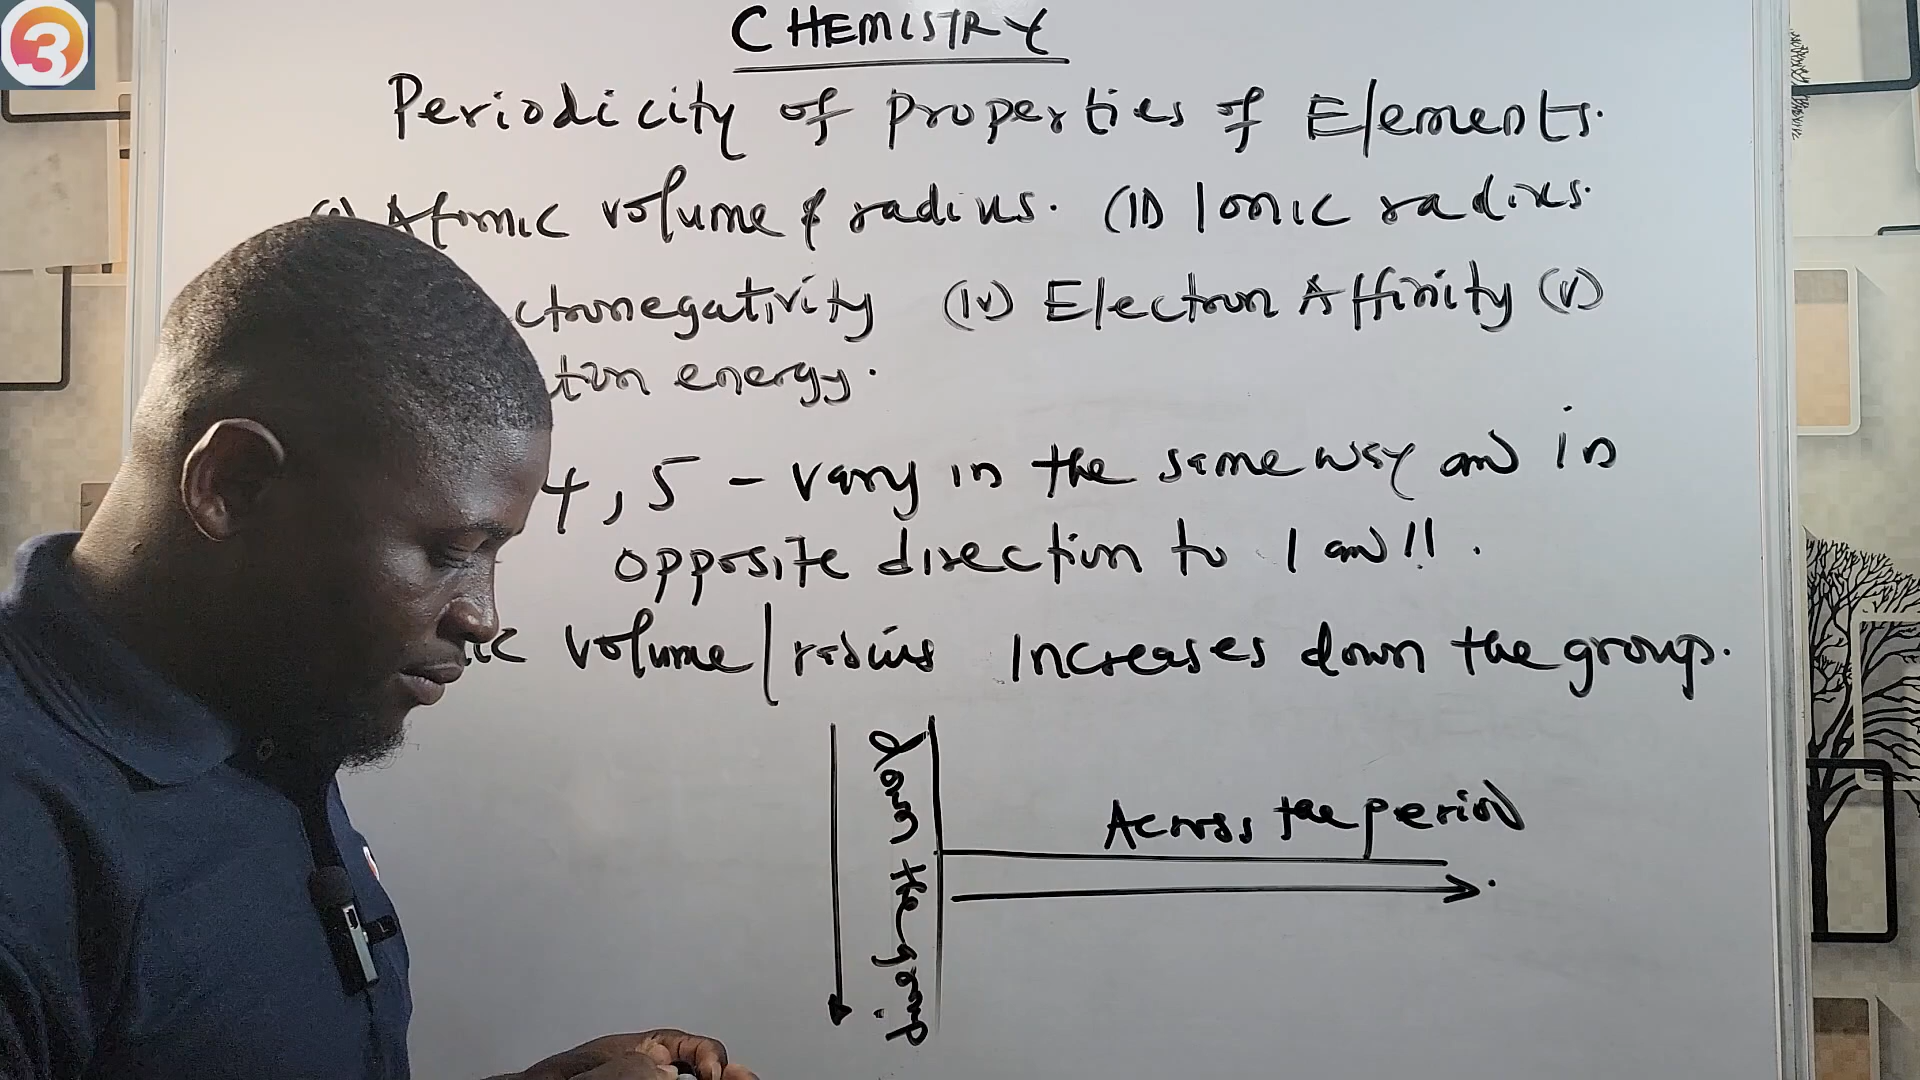 3
CHEMISTRY
Periodicity of properties of Elements.
Atomic volume & radius. (II) Ionic radius.
ctronegativity (IV) Electron Affinity (V)
energy.
4, 5 - vary in the same way and in
opposite direction to I and II.
volume/radius increases down the group.
down the group
Across the period